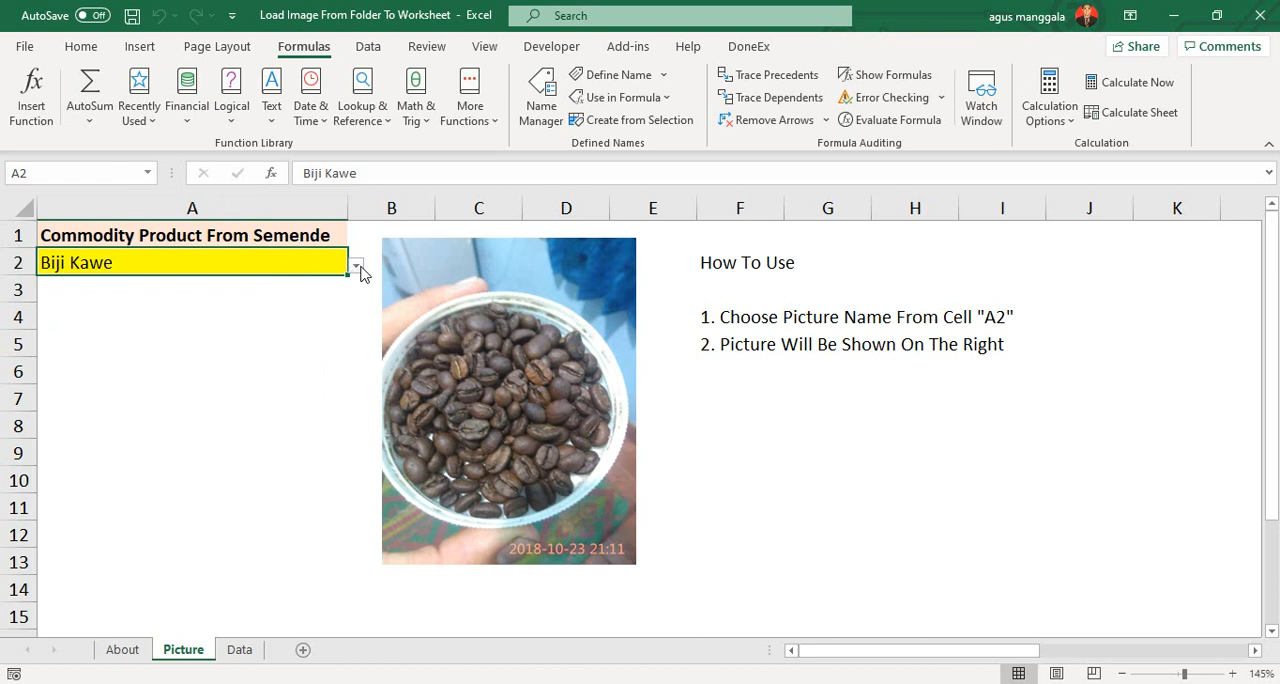 AutoSave Off Load Image From Folder To Worksheet - Excel Search agus manggala
File Home Insert Page Layout Formulas Data Review View Developer Add-ins Help DoneEx Share Comments
Insert Function
AutoSum
Recently Used
Financial
Logical
Text
Date & Time
Lookup & Reference
Math & Trig
More Functions
Function Library
Name Manager
Define Name
Use in Formula
Create from Selection
Defined Names
Trace Precedents
Trace Dependents
Remove Arrows
Show Formulas
Error Checking
Evaluate Formula
Formula Auditing
Watch Window
Calculation Options
Calculate Now
Calculate Sheet
Calculation
A2 fx Biji Kawe
A B C D E F G H I J K
1 Commodity Product From Semende
2 Biji Kawe How To Use
3
4 1. Choose Picture Name From Cell "A2"
5 2. Picture Will Be Shown On The Right
6
7
8
9
10
11
12
2018-10-23 21:11
13
14
15
About Picture Data
145%